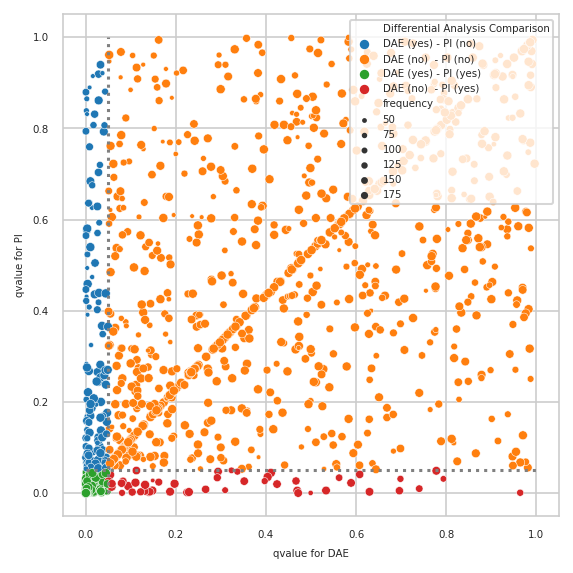 Differential Analysis Comparison
DAE (yes) - PI (no)
DAE (no) - PI (no)
DAE (yes) - PI (yes)
DAE (no) - PI (yes)
frequency
50
75
100
125
150
175
1.0
0.8
0.6
0.4
0.2
0.0
qvalue for PI
0.0 0.2 0.4 0.6 0.8 1.0
qvalue for DAE